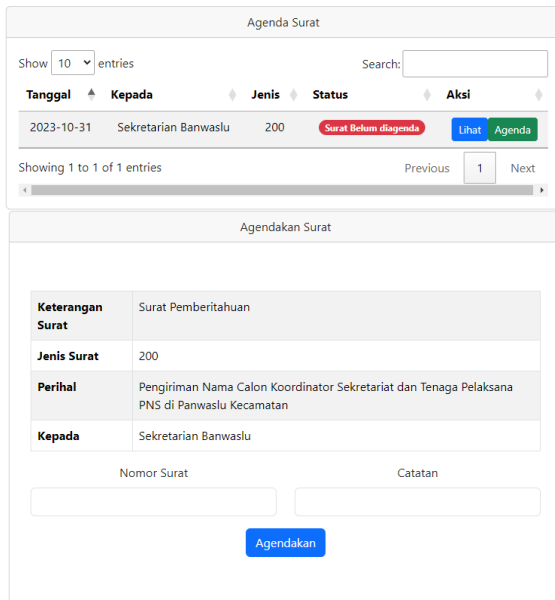 Agenda Surat
Show 10 entries
Search:
Tanggal Kepada Jenis Status Aksi
2023-10-31 Sekretarian Banwaslu 200 Surat Belum diagenda Lihat Agenda
Showing 1 to 1 of 1 entries
Previous 1 Next
Agendakan Surat
Keterangan Surat Pemberitahuan
Surat
Jenis Surat 200
Perihal Pengiriman Nama Calon Koordinator Sekretariat dan Tenaga Pelaksana
PNS di Panwaslu Kecamatan
Kepada Sekretarian Banwaslu
Nomor Surat Catatan
Agendakan